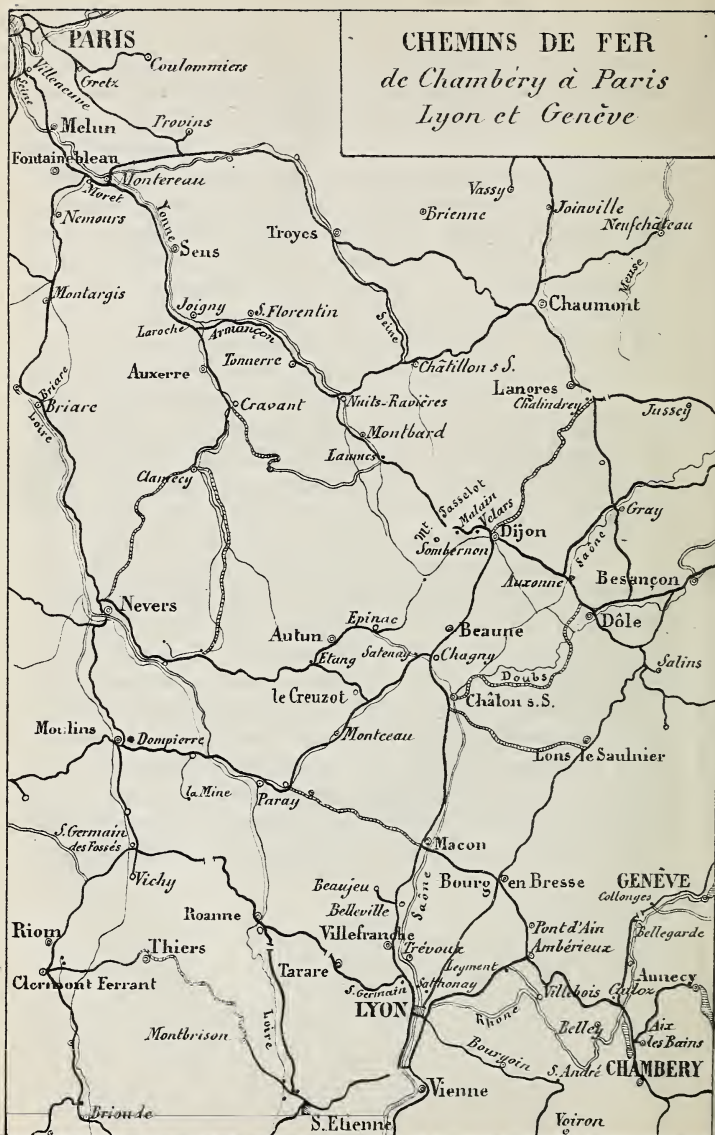 CHEMINS DE FER
de Chambéry à Paris
Lyon et Genève
PARIS
Coulommiers
Gretz
Villeneuve
Seine
Melun
Provins
Fontainebleau
Montereau
Moret
Nemours
Yonne
Sens
Troyes
Vassy
Brienne
Joinville
Neufchâteau
Meuse
Chaumont
Montargis
Joigny
S. Florentin
Laroche
Armançon
Seine
Tonnerre
Châtillon s S.
Auxerre
Langres
Chalindrey
Jussey
Briare
Briare
Loire
Cravant
Nuits-Ravières
Montbard
Clamecy
Mt. Tasselot
Malain
Velars
Sombernon
Dijon
Saône
Gray
Auxonne
Besançon
Nevers
Dôle
Autun
Epinac
Beaune
Etang
Chagny
Salins
Doubs
le Creuzot
Châlon s.S.
Moulins
Dompierre
Montceau
Lons le Saulnier
la Mine
Paray
S. Germain
des Fossés
Macon
Vichy
Bourg en Bresse
GENÈVE
Collonges
Beaujeu
Belleville
Saône
Bellegarde
Riom
Roanne
Villefranche
Pont d'Ain
Ambérieux
Thiers
Trévoux
Leyment
Annecy
Clermont Ferrant
Tarare
S. Germain
Sathonay
Villebois
Culoz
LYON
Rhône
Montbrison
Loire
Belley
Aix
les Bains
Bourgoin
S. André
CHAMBERY
Vienne
Brioude
S. Etienne
Voiron